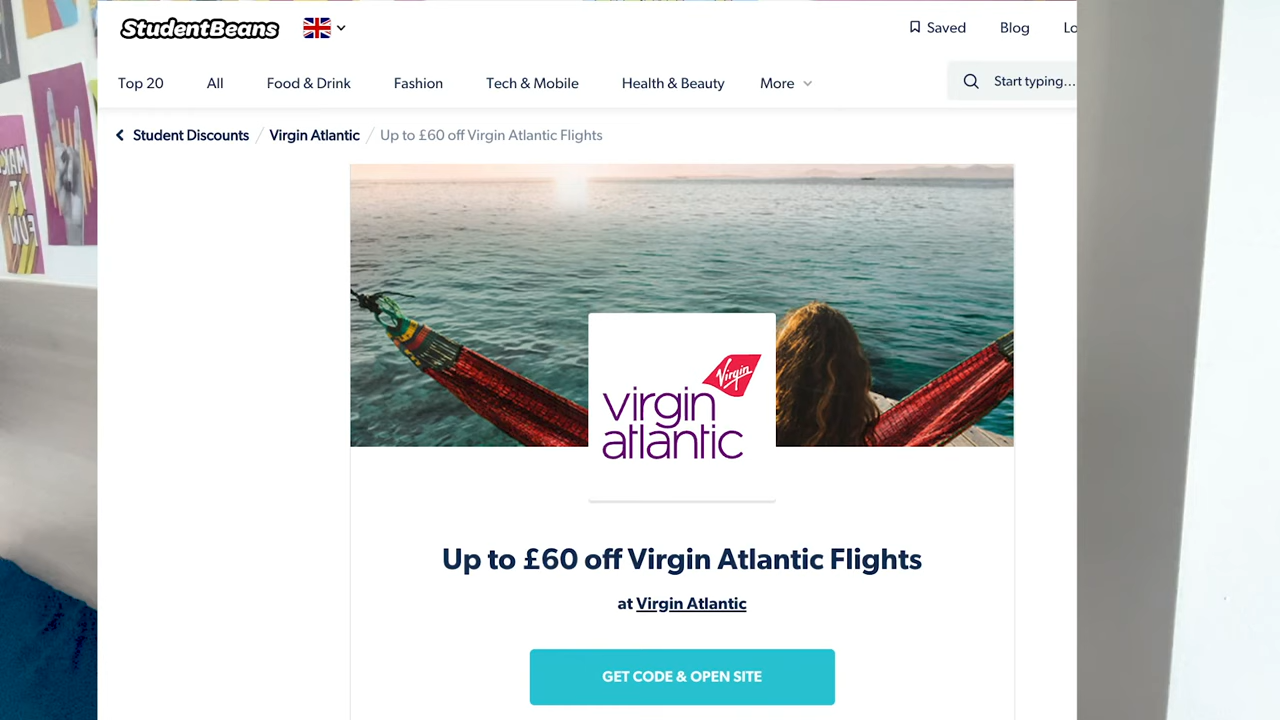 StudentBeans
Saved
Blog
Lo
Top 20
All
Food & Drink
Fashion
Tech & Mobile
Health & Beauty
More
Start typing...
Student Discounts / Virgin Atlantic / Up to £60 off Virgin Atlantic Flights
Virgin
virgin
atlantic
Up to £60 off Virgin Atlantic Flights
at Virgin Atlantic
GET CODE & OPEN SITE